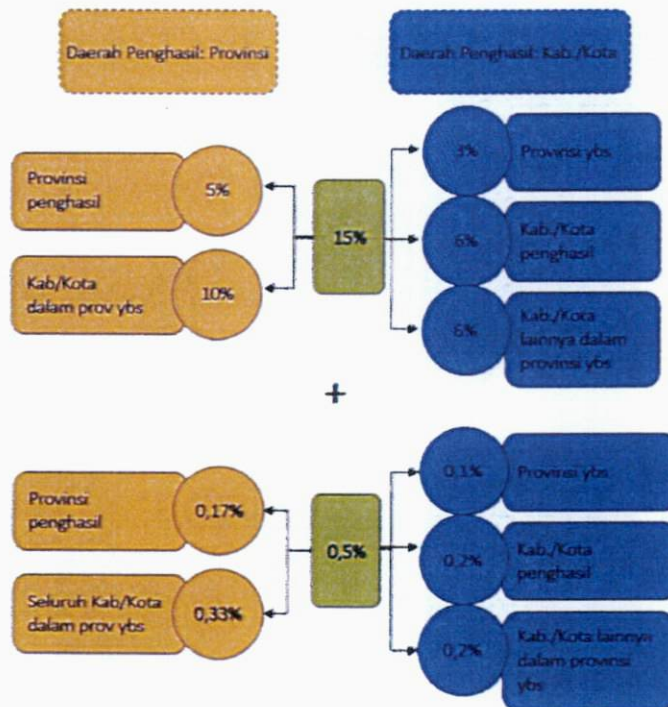 Daerah Penghasil: Provinsi
Daerah Penghasil: Kab./Kota
Provinsi
penghasil
5%
Kab/Kota
dalam prov ybs
10%
15%
3%
Provinsi ybs
6%
Kab./Kota
penghasil
6%
Kab./Kota
lainnya dalam
provinsi ybs
+
Provinsi
penghasil
0,17%
Seluruh Kab/Kota
dalam prov ybs
0,33%
0,5%
0,1%
Provinsi ybs
0,2%
Kab./Kota
penghasil
0,2%
Kab./Kota lainnya
dalam provinsi
ybs